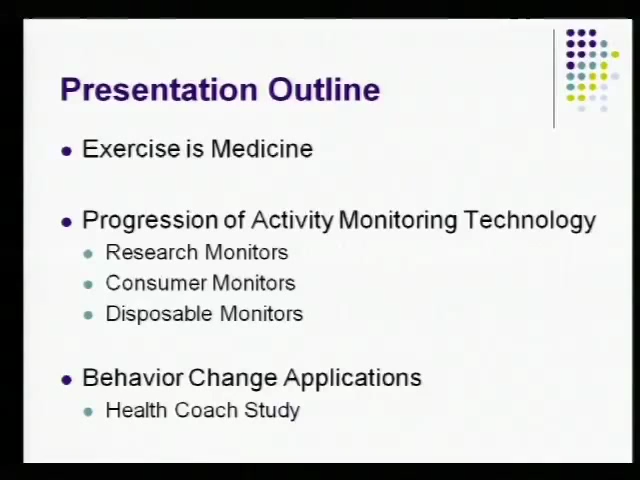 Presentation Outline
Exercise is Medicine
Progression of Activity Monitoring Technology
Research Monitors
Consumer Monitors
Disposable Monitors
Behavior Change Applications
Health Coach Study